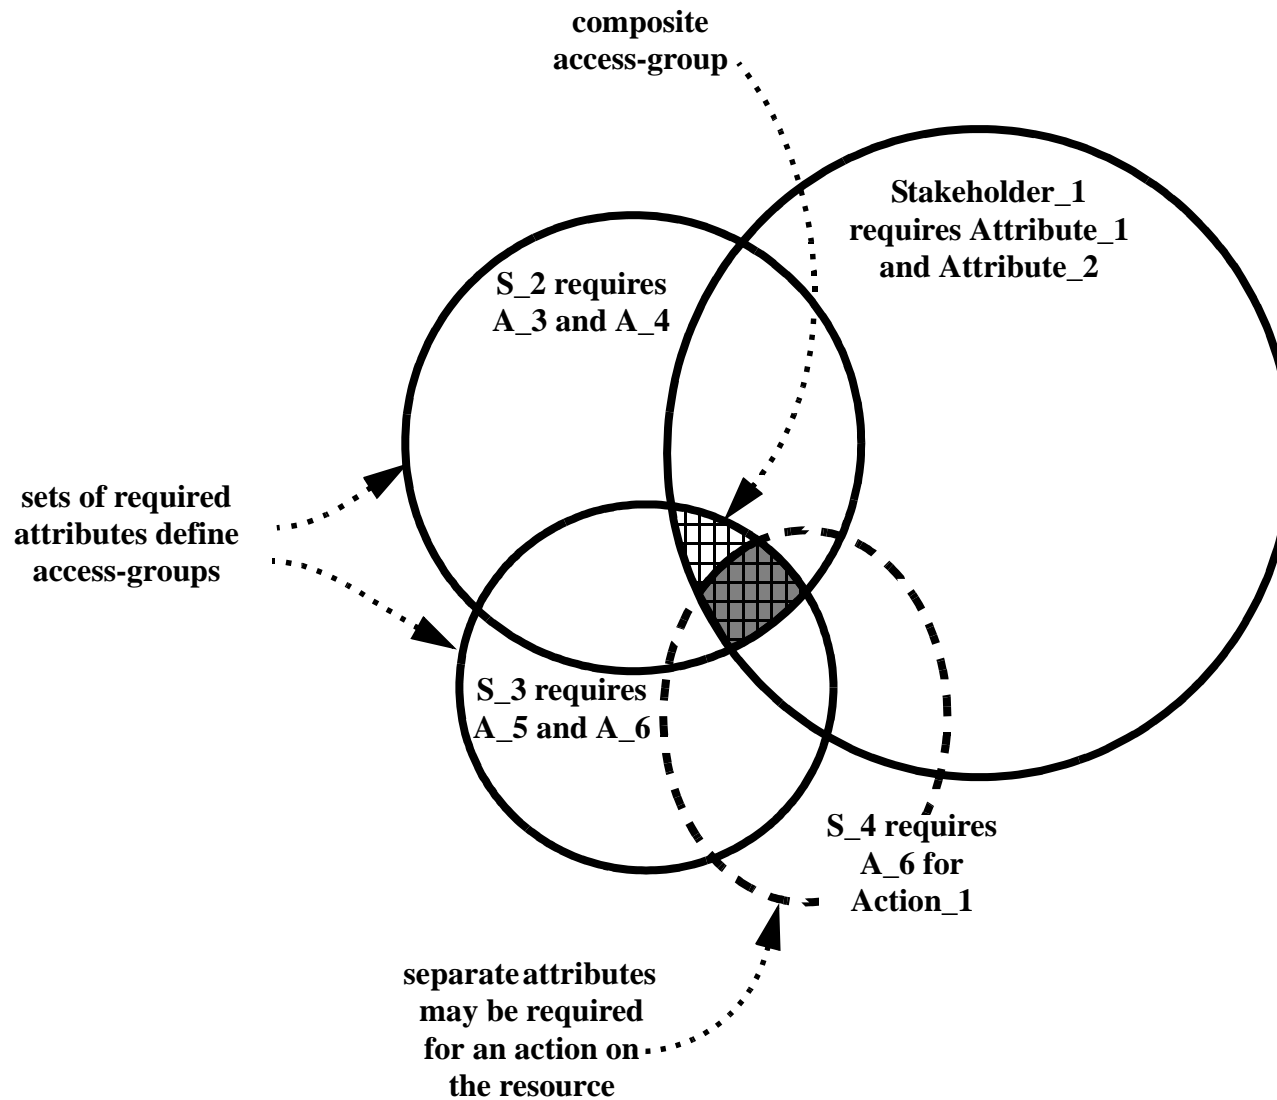 composite
access-group
Stakeholder_1
requires Attribute_1
and Attribute_2
S_2 requires
A_3 and A_4
sets of required
attributes define
access-groups
S_3 requires
A_5 and A_6
S_4 requires
A_6 for
Action_1
separate attributes
may be required
for an action on
the resource